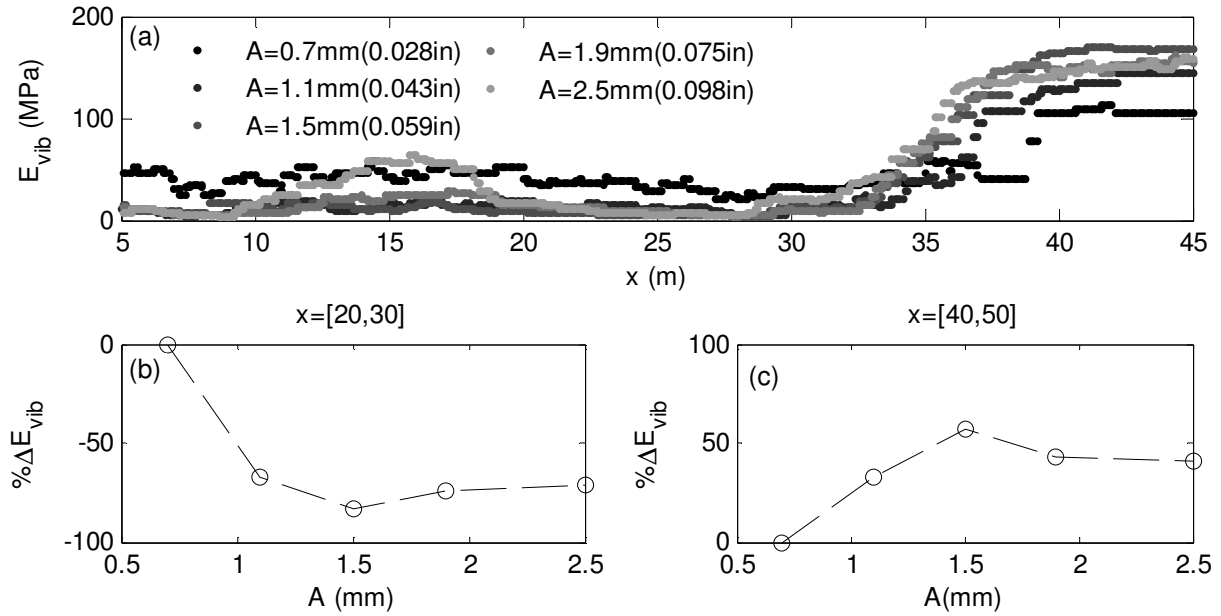 200
(a)
A=0.7mm(0.028in)
A=1.9mm(0.075in)
A=1.1mm(0.043in)
A=2.5mm(0.098in)
A=1.5mm(0.059in)
100
0
E_vib (MPa)
5 10 15 20 25 30 35 40 45
x (m)
x=[20,30]
0
(b)
-50
-100
%ΔE_vib
0.5 1 1.5 2 2.5
A (mm)
x=[40,50]
100
(c)
50
0
%ΔE_vib
0.5 1 1.5 2 2.5
A(mm)